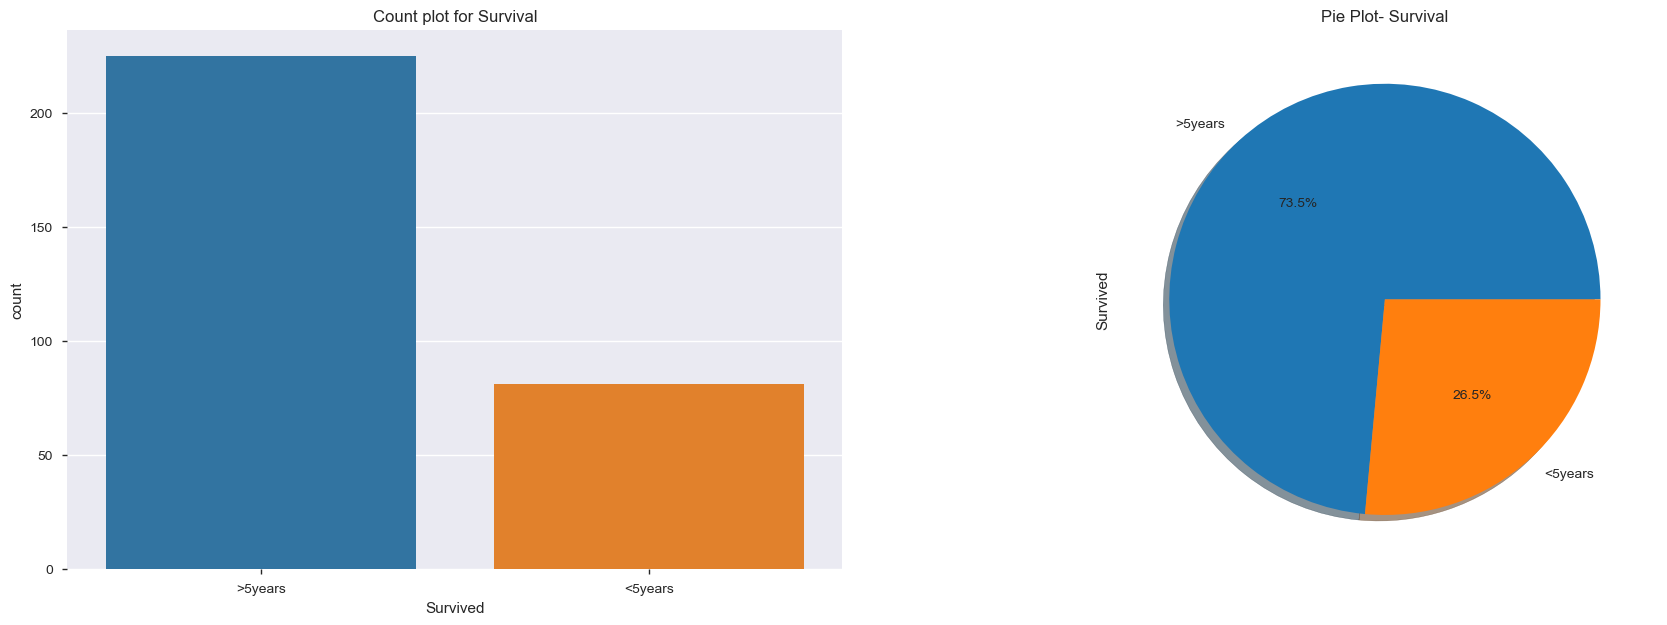 Count plot for Survival
count
200
150
100
50
0
>5years
<5years
Survived
Pie Plot- Survival
Survived
>5years
73.5%
26.5%
<5years